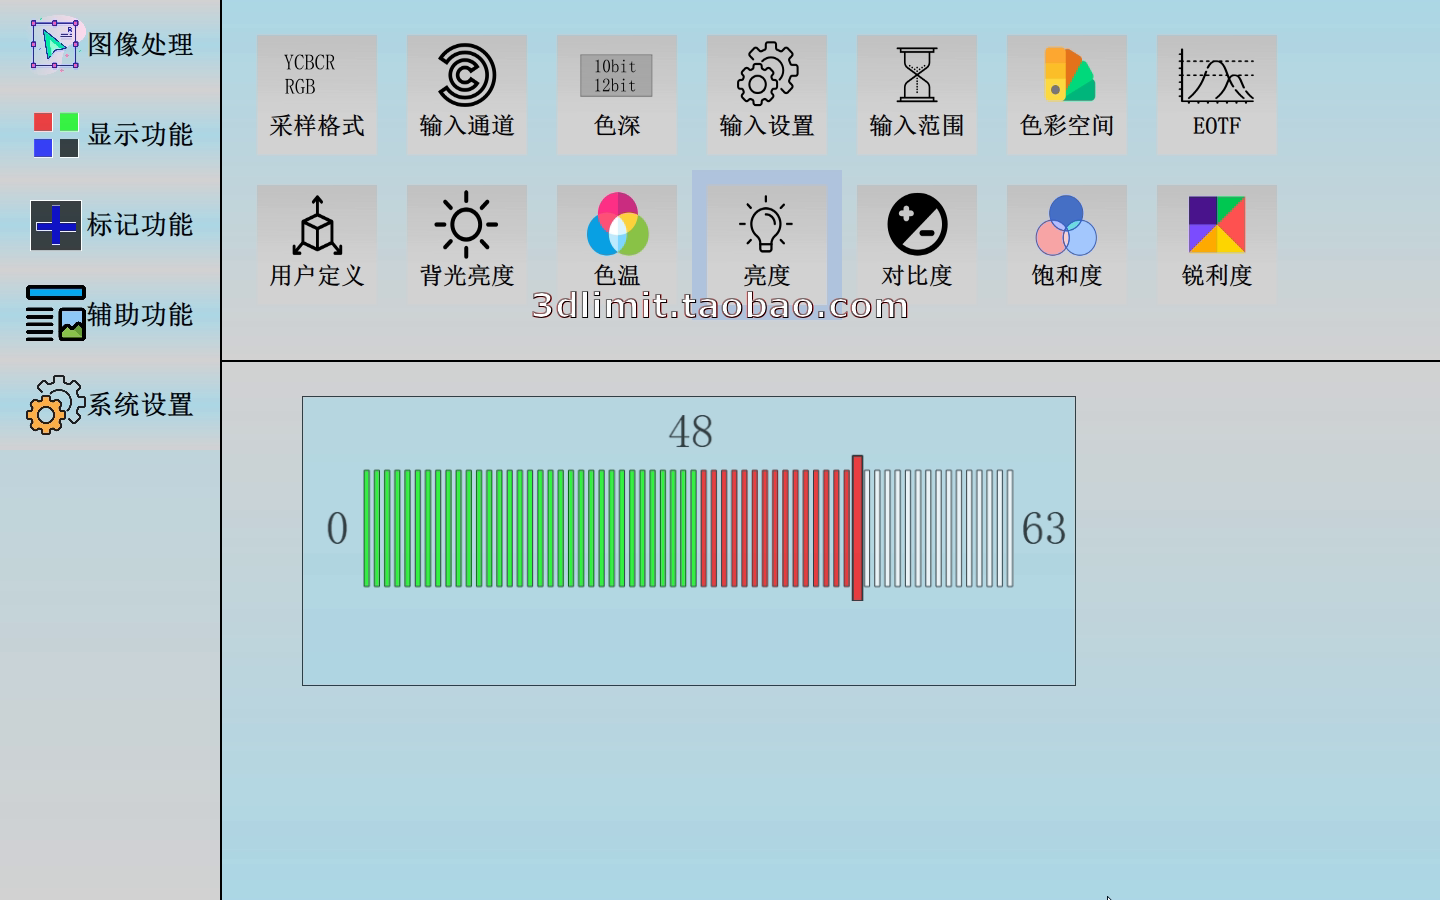 图像处理
显示功能
标记功能
辅助功能
系统设置
YCBCR
RGB
采样格式
输入通道
10bit
12bit
色深
输入设置
输入范围
色彩空间
EOTF
用户定义
背光亮度
色温
亮度
对比度
饱和度
锐利度
3dlimit.taobao.com
48
0
63